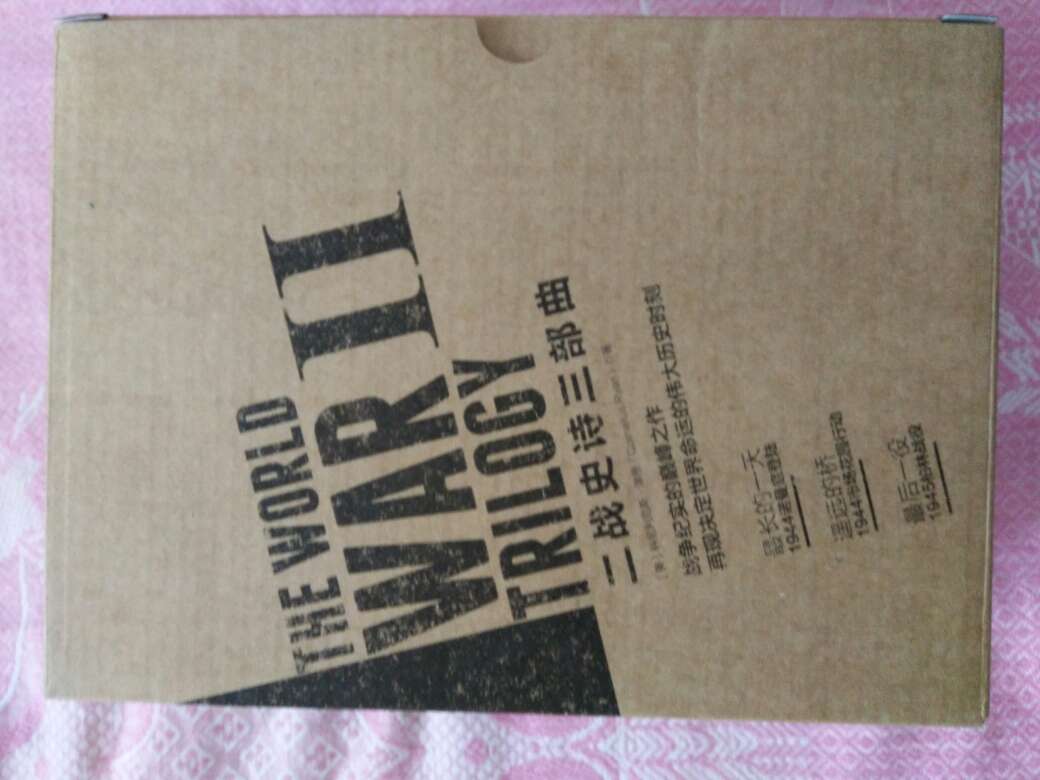 THE WORLD
WAR II
TRILOGY
二战史诗三部曲
战争纪实的巅峰之作
再现决定世界命运的伟大历史时刻
最长的一天
1944诺曼底登陆
遥远的桥
1944市场花园行动
最后一役
1945柏林战役